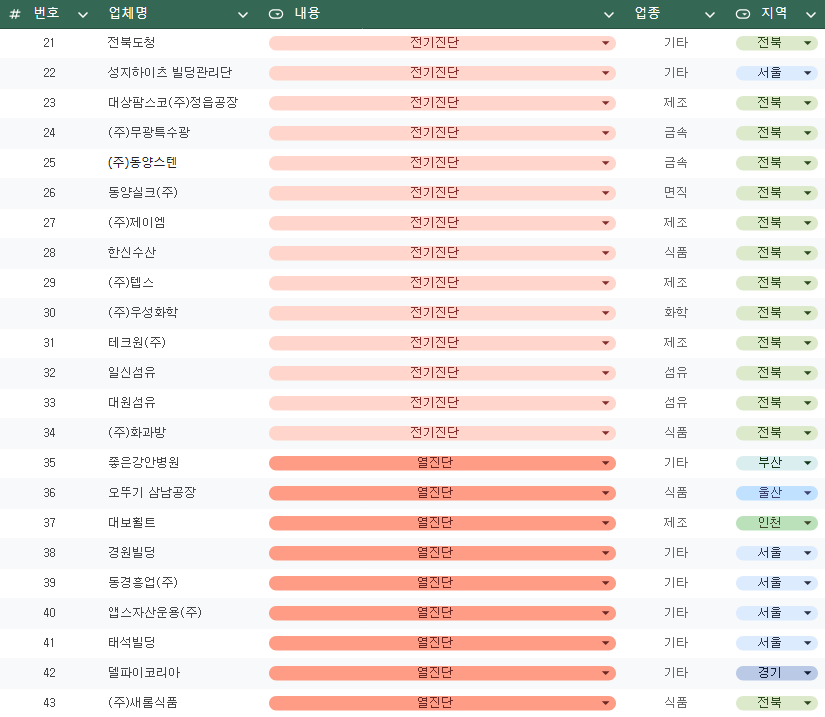 # 번호 업체명 내용 업종 지역
21 전북도청 전기진단 기타 전북
22 성지하이츠 빌딩관리단 전기진단 기타 서울
23 대상팜스코(주)정읍공장 전기진단 제조 전북
24 (주)무광특수광 전기진단 금속 전북
25 (주)동양스텐 전기진단 금속 전북
26 동양실크(주) 전기진단 면직 전북
27 (주)제이엠 전기진단 제조 전북
28 한신수산 전기진단 식품 전북
29 (주)텝스 전기진단 제조 전북
30 (주)우성화학 전기진단 화학 전북
31 테크원(주) 전기진단 제조 전북
32 일신섬유 전기진단 섬유 전북
33 대원섬유 전기진단 섬유 전북
34 (주)화과방 전기진단 식품 전북
35 좋은강안병원 열진단 기타 부산
36 오뚜기 삼남공장 열진단 식품 울산
37 대보휠트 열진단 제조 인천
38 경원빌딩 열진단 기타 서울
39 동경흥업(주) 열진단 기타 서울
40 앱스자산운용(주) 열진단 기타 서울
41 태석빌딩 열진단 기타 서울
42 델파이코리아 열진단 기타 경기
43 (주)새롬식품 열진단 식품 전북